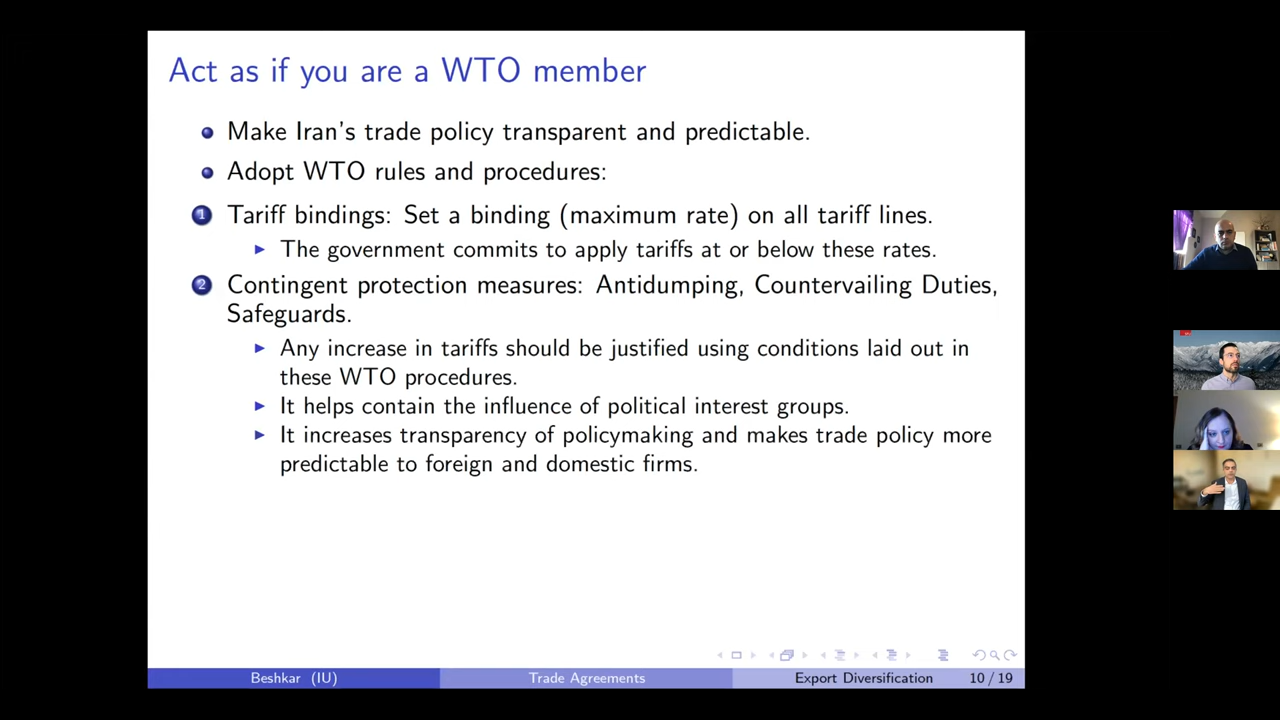 Act as if you are a WTO member
Make Iran's trade policy transparent and predictable.
Adopt WTO rules and procedures:
1 Tariff bindings: Set a binding (maximum rate) on all tariff lines.
The government commits to apply tariffs at or below these rates.
2 Contingent protection measures: Antidumping, Countervailing Duties,
Safeguards.
Any increase in tariffs should be justified using conditions laid out in
these WTO procedures.
It helps contain the influence of political interest groups.
It increases transparency of policymaking and makes trade policy more
predictable to foreign and domestic firms.
Beshkar (IU) Trade Agreements Export Diversification 10 / 19